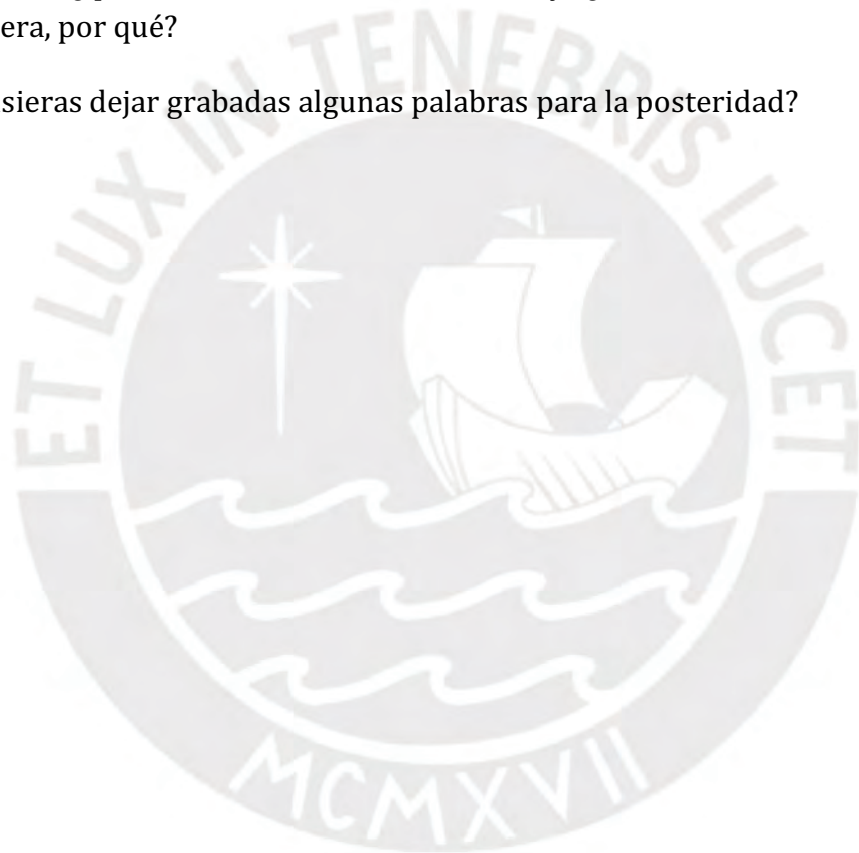 era, por qué?
sieras dejar grabadas algunas palabras para la posteridad?
ET LUX IN TENEBRIS LUCET
MCMXVII